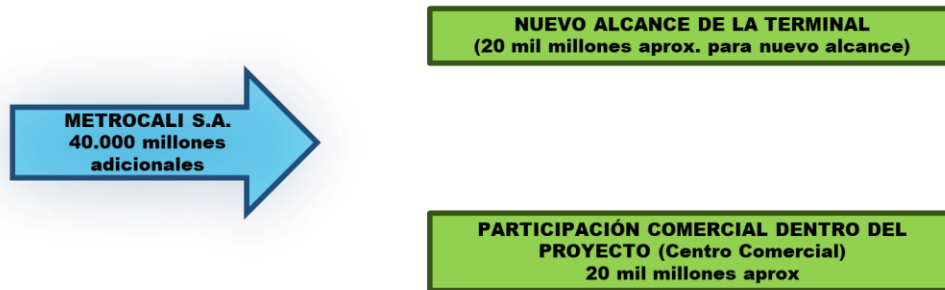 NUEVO ALCANCE DE LA TERMINAL
(20 mil millones aprox. para nuevo alcance)
METROCALI S.A.
40.000 millones
adicionales
PARTICIPACIÓN COMERCIAL DENTRO DEL
PROYECTO (Centro Comercial)
20 mil millones aprox